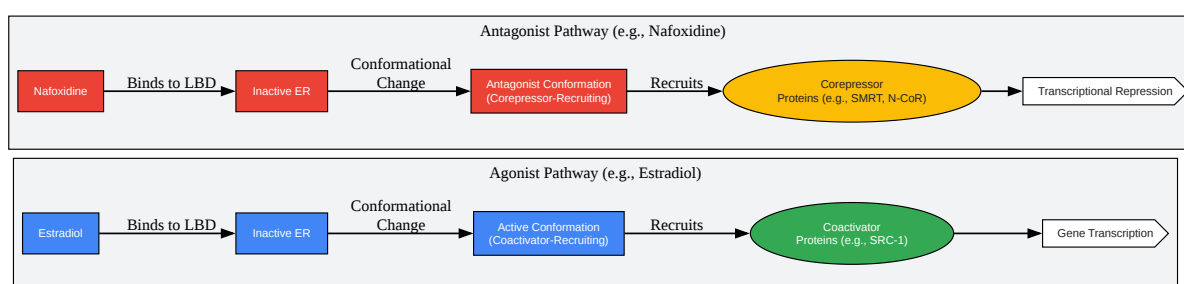 Antagonist Pathway (e.g., Nafoxidine)
Nafoxidine
Binds to LBD
Inactive ER
Conformational
Change
Antagonist Conformation
(Corepressor-Recruiting)
Recruits
Corepressor
Proteins (e.g., SMRT, N-CoR)
Transcriptional Repression
Agonist Pathway (e.g., Estradiol)
Estradiol
Binds to LBD
Inactive ER
Conformational
Change
Active Conformation
(Coactivator-Recruiting)
Recruits
Coactivator
Proteins (e.g., SRC-1)
Gene Transcription